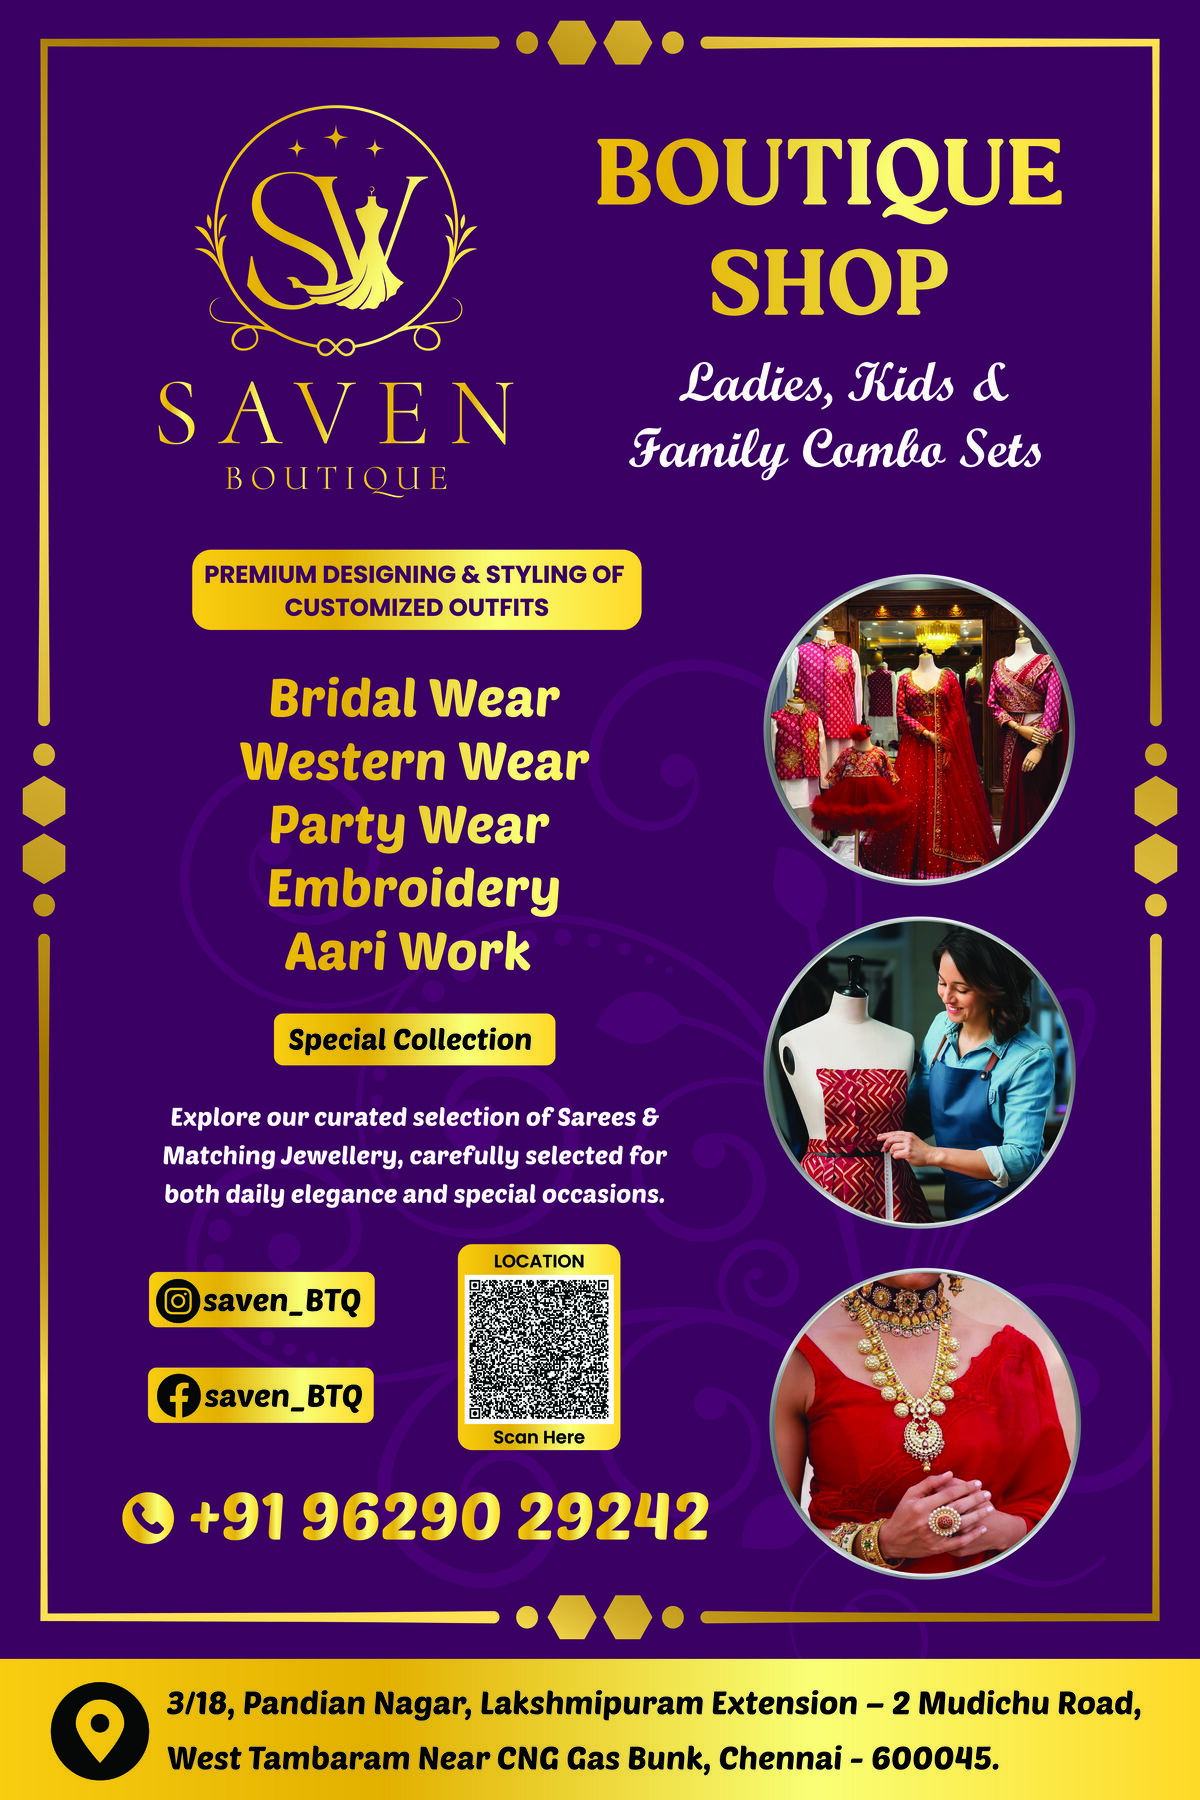 SW
SAVEN
BOUTIQUE
BOUTIQUE
SHOP
Ladies, Kids &
Family Combo Sets
PREMIUM DESIGNING & STYLING OF
CUSTOMIZED OUTFITS
Bridal Wear
Western Wear
Party Wear
Embroidery
Aari Work
Special Collection
Explore our curated selection of Sarees &
Matching Jewellery, carefully selected for
both daily elegance and special occasions.
saven_BTQ
saven_BTQ
LOCATION
Scan Here
+91 96290 29242
3/18, Pandian Nagar, Lakshmipuram Extension – 2 Mudichu Road,
West Tambaram Near CNG Gas Bunk, Chennai - 600045.